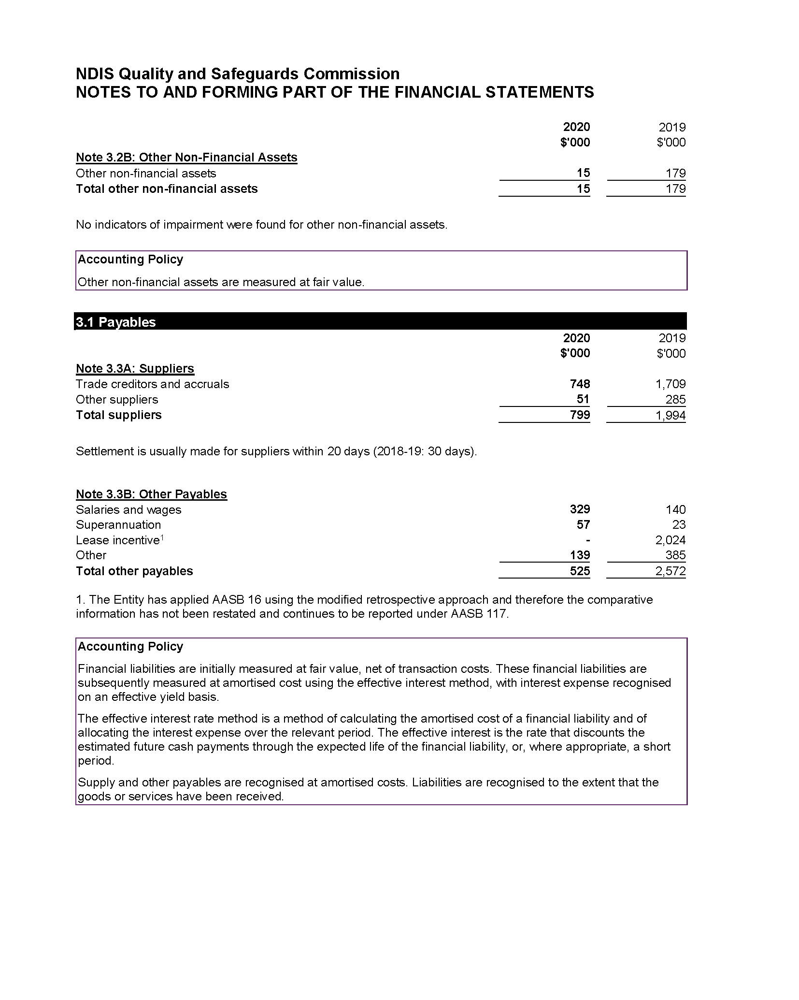 NDIS Quality and Safeguards Commission
NOTES TO AND FORMING PART OF THE FINANCIAL STATEMENTS
2020 2019
$'000 $'000
Note 3.2B: Other Non-Financial Assets
Other non-financial assets 15 179
Total other non-financial assets 15 179
No indicators of impairment were found for other non-financial assets.
Accounting Policy
Other non-financial assets are measured at fair value.
3.1 Payables
2020 2019
$'000 $'000
Note 3.3A: Suppliers
Trade creditors and accruals 748 1,709
Other suppliers 51 285
Total suppliers 799 1,994
Settlement is usually made for suppliers within 20 days (2018-19: 30 days).
Note 3.3B: Other Payables
Salaries and wages 329 140
Superannuation 57 23
Lease incentive¹ - 2,024
Other 139 385
Total other payables 525 2,572
1. The Entity has applied AASB 16 using the modified retrospective approach and therefore the comparative
information has not been restated and continues to be reported under AASB 117.
Accounting Policy
Financial liabilities are initially measured at fair value, net of transaction costs. These financial liabilities are
subsequently measured at amortised cost using the effective interest method, with interest expense recognised
on an effective yield basis.
The effective interest rate method is a method of calculating the amortised cost of a financial liability and of
allocating the interest expense over the relevant period. The effective interest is the rate that discounts the
estimated future cash payments through the expected life of the financial liability, or, where appropriate, a short
period.
Supply and other payables are recognised at amortised costs. Liabilities are recognised to the extent that the
goods or services have been received.